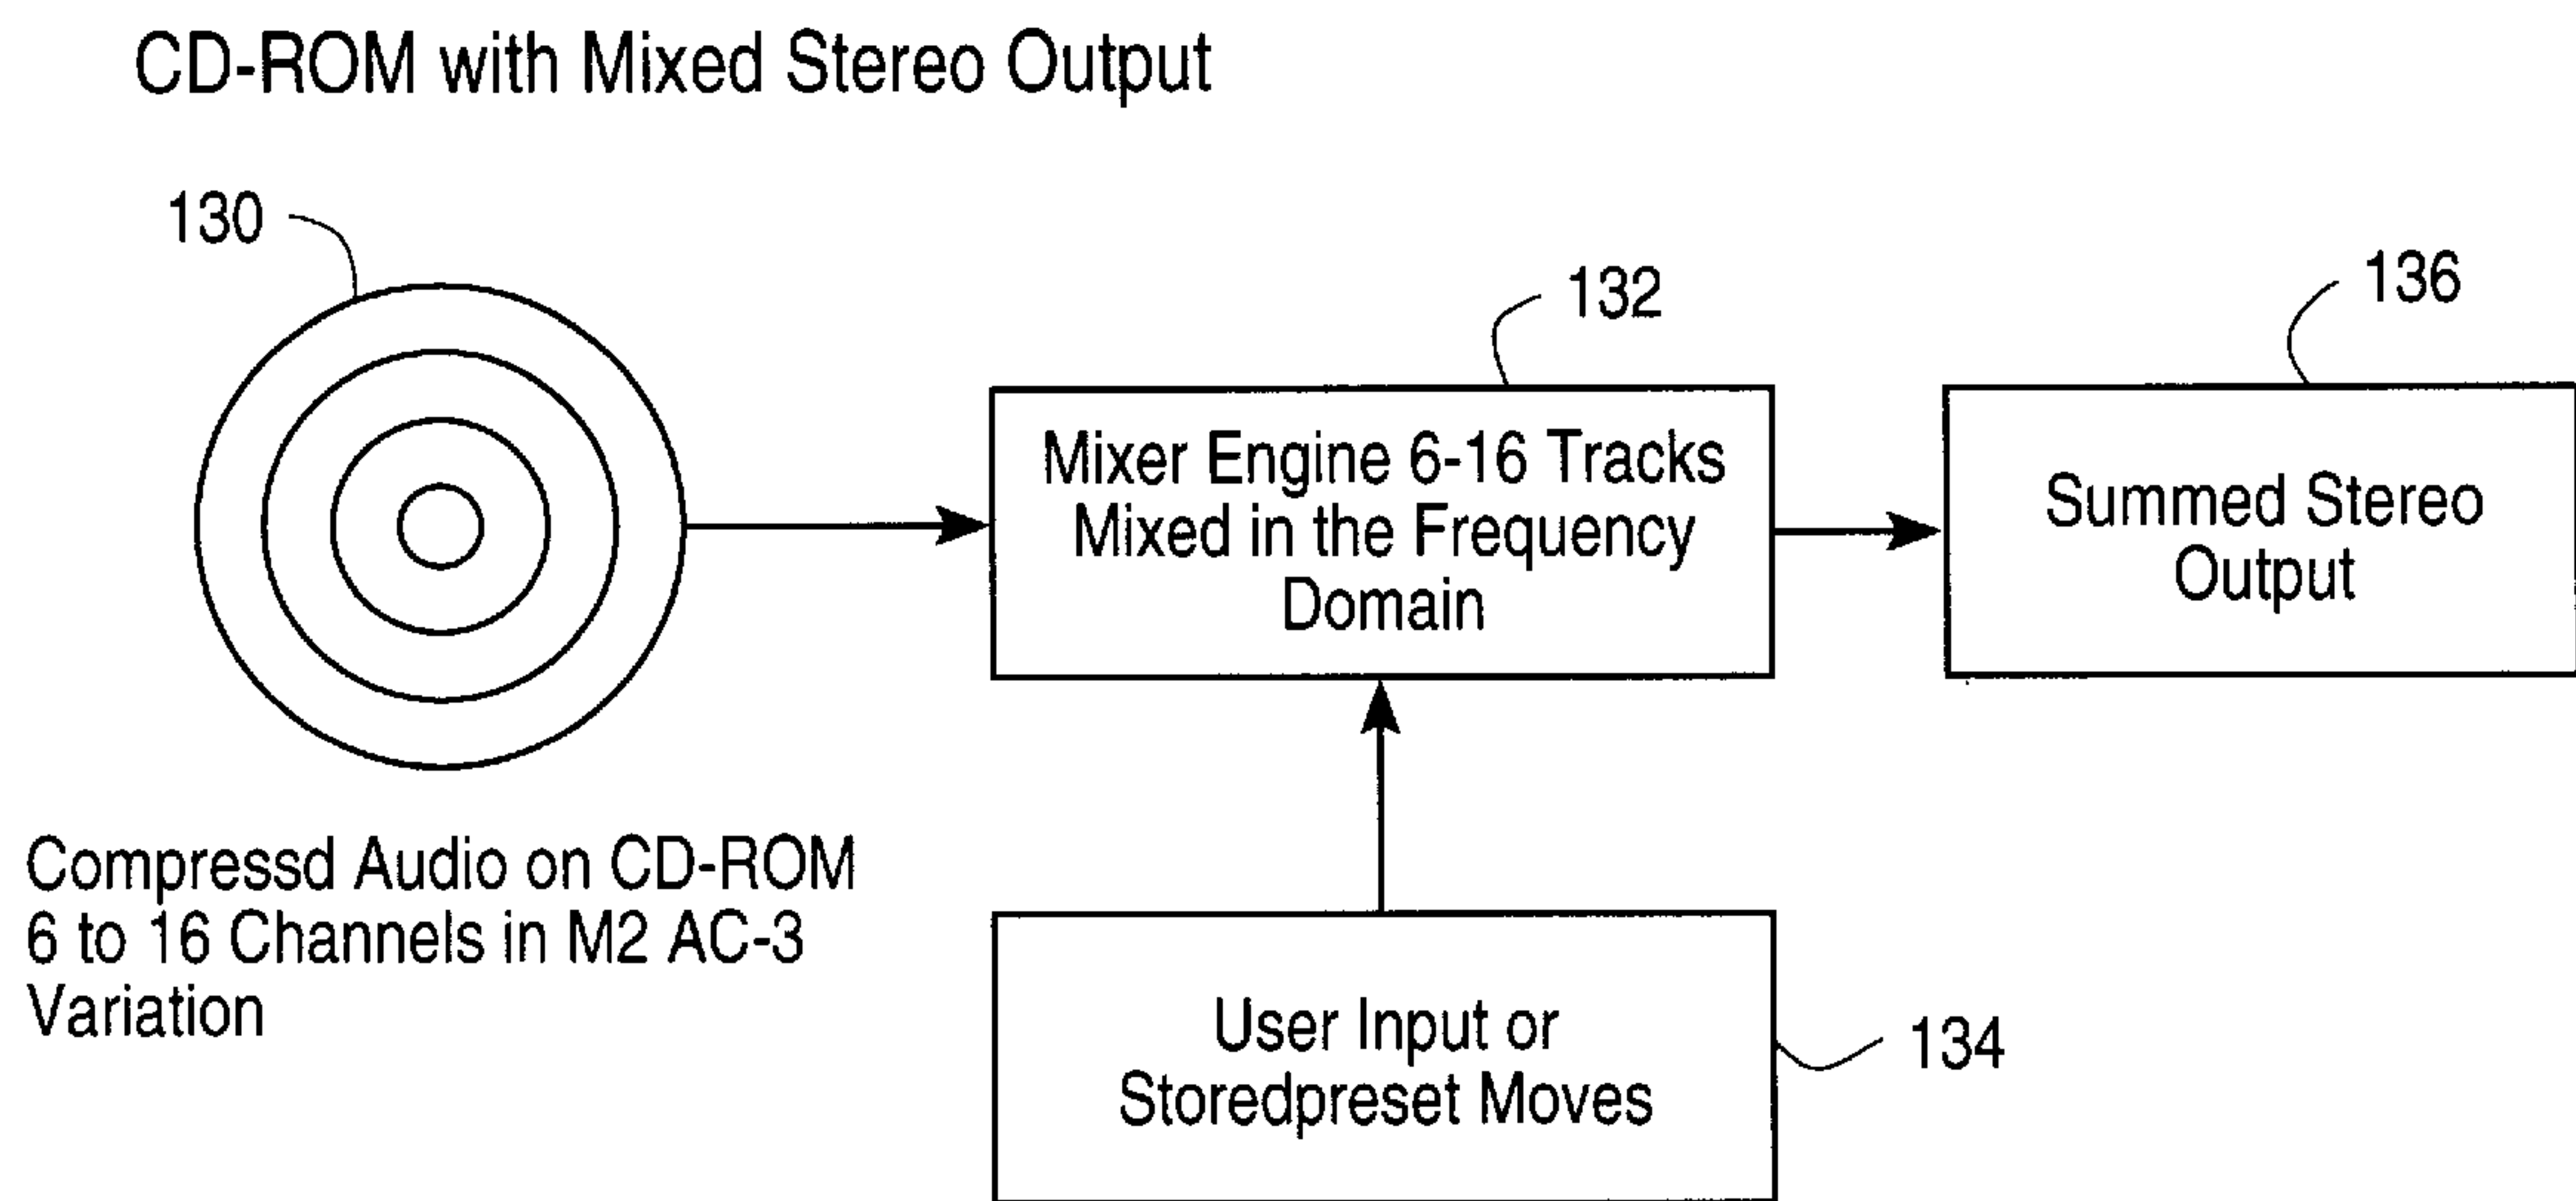 CD-ROM with Mixed Stereo Output
130
132
136
Mixer Engine 6-16 Tracks
Mixed in the Frequency
Domain
Summed Stereo
Output
Compressd Audio on CD-ROM
6 to 16 Channels in M2 AC-3
Variation
User Input or
Storedpreset Moves
134